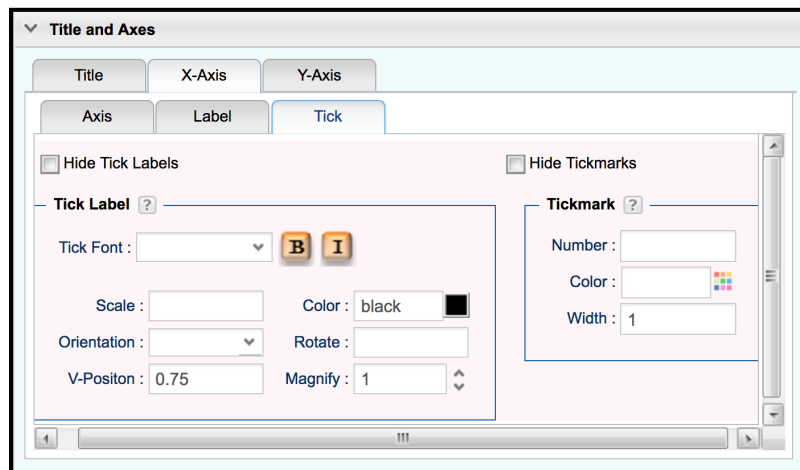 Title and Axes
Title X-Axis Y-Axis
Axis Label Tick
Hide Tick Labels Hide Tickmarks
Tick Label ? Tickmark ?
Tick Font : B I Number :
Color :
Scale : Color : black Width : 1
Orientation : Rotate :
V-Positon : 0.75 Magnify : 1